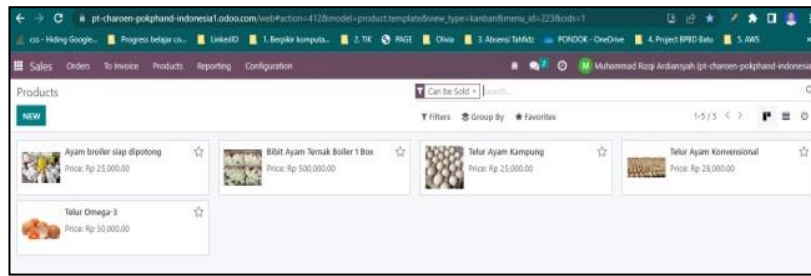 pt-charoen-pokphand-indonesia1.odoo.com/web#action=412&model=product.template&view_type=kanban&menu_id=223&cids=1
css - Hiding Google... Progress belajar co... LinkedIO 1. Berpikir komputa... 2. TIK PAGE Olivia 3. Absensi Tahfidz PONDOK - OneDrive 4. Project BPBD Batu 5. AWS
Sales Orders To Invoice Products Reporting Configuration Muhammad Rizqi Ardiansyah (pt-charoen-pokphand-indonesia
Products Can be Sold × Search...
NEW Filters Group By Favorites 1-5 / 5
Ayam broiler siap dipotong
Price: Rp 25,000.00
Bibit Ayam Ternak Boiler 1 Box
Price: Rp 500,000.00
Telur Ayam Kampung
Price: Rp 25,000.00
Telur Ayam Konvensional
Price: Rp 28,000.00
Telur Omega-3
Price: Rp 30,000.00